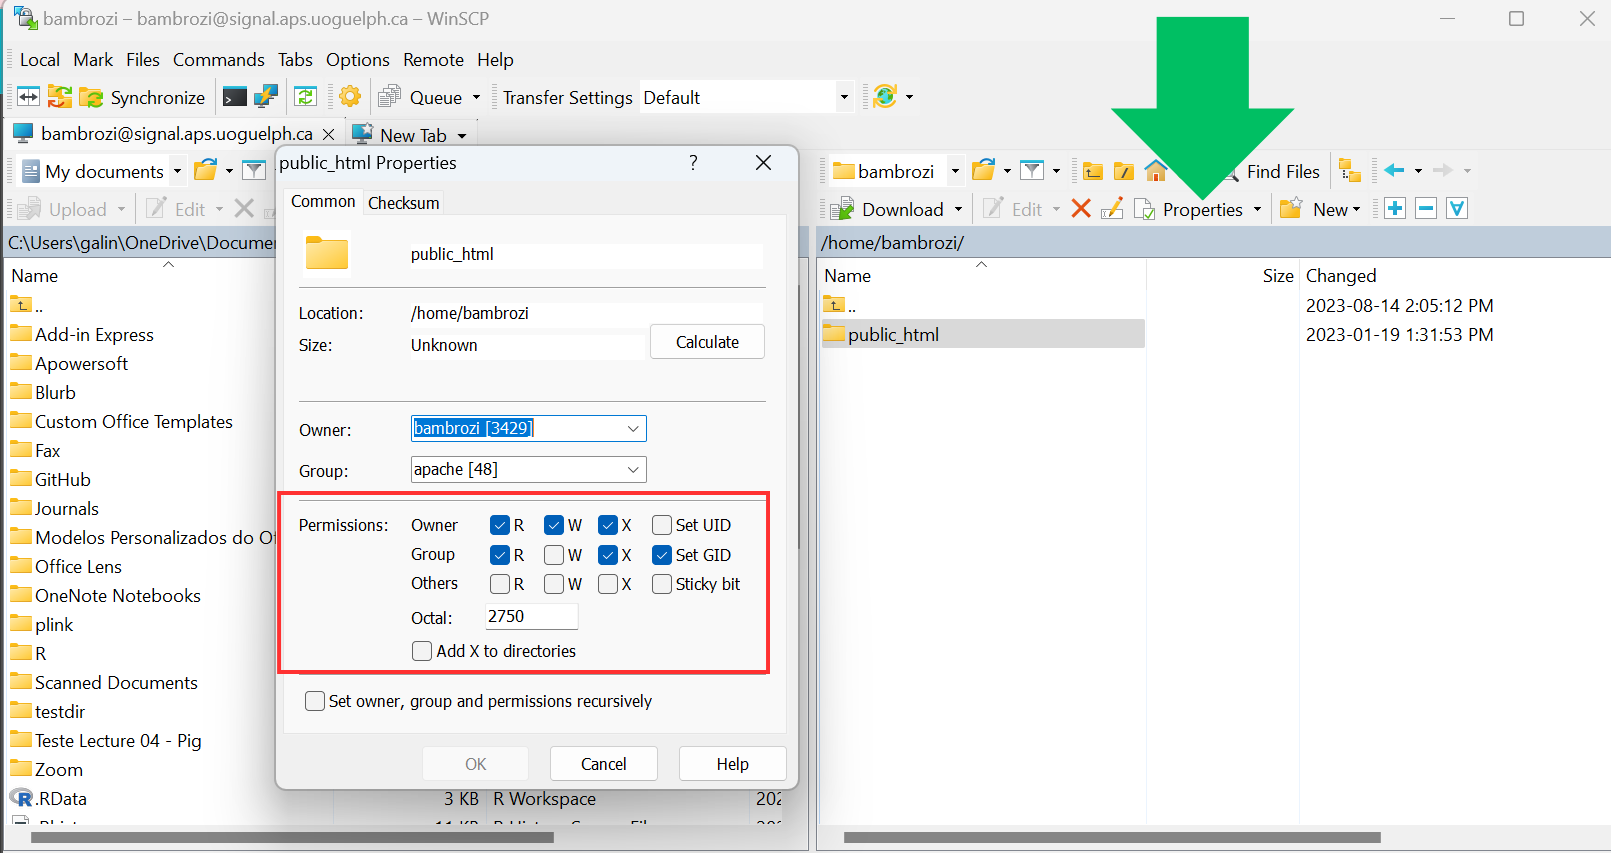 bambrozi – bambrozi@signal.aps.uoguelph.ca – WinSCP
Local Mark Files Commands Tabs Options Remote Help
Synchronize Queue Transfer Settings Default
bambrozi@signal.aps.uoguelph.ca New Tab
My documents
Upload Edit
C:\Users\galin\OneDrive\Documen
Name
..
Add-in Express
Apowersoft
Blurb
Custom Office Templates
Fax
GitHub
Journals
Modelos Personalizados do Of
Office Lens
OneNote Notebooks
plink
R
Scanned Documents
testdir
Teste Lecture 04 - Pig
Zoom
.RData 3 KB R Workspace 202
public_html Properties ?
Common Checksum
public_html
Location: /home/bambrozi
Size: Unknown Calculate
Owner: bambrozi [3429]
Group: apache [48]
Permissions: Owner R W X Set UID
Group R W X Set GID
Others R W X Sticky bit
Octal: 2750
Add X to directories
Set owner, group and permissions recursively
OK Cancel Help
bambrozi Find Files
Download Edit Properties New
/home/bambrozi/
Name Size Changed
.. 2023-08-14 2:05:12 PM
public_html 2023-01-19 1:31:53 PM